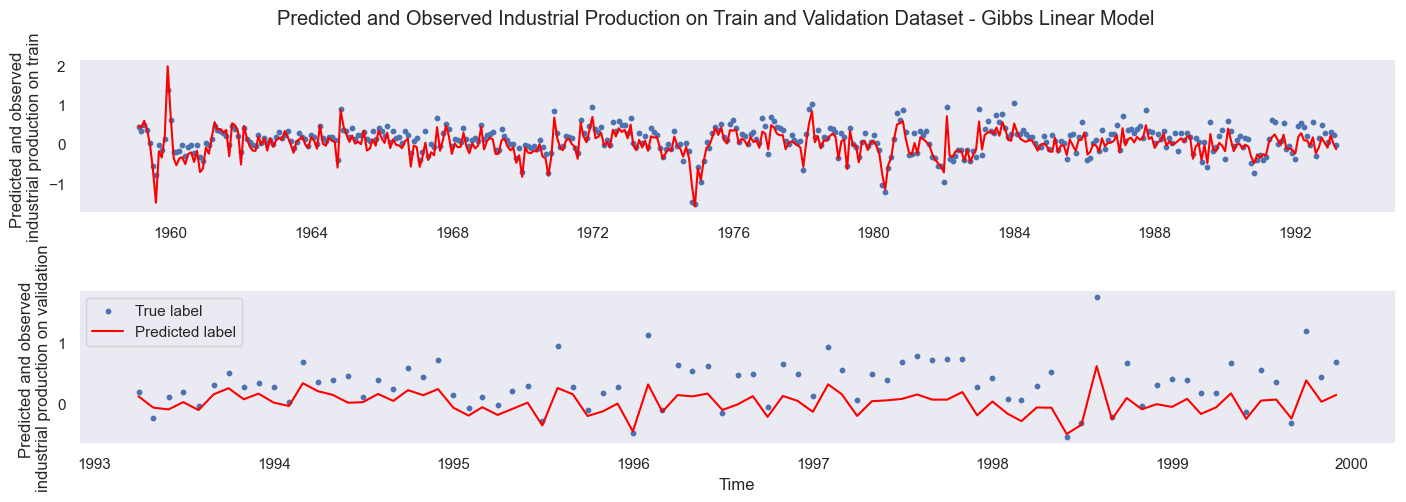 Predicted and Observed Industrial Production on Train and Validation Dataset - Gibbs Linear Model
Predicted and observed
industrial production on train
2
1
0
−1
1960
1964
1968
1972
1976
1980
1984
1988
1992
Predicted and observed
industrial production on validation
True label
Predicted label
1
0
1993
1994
1995
1996
1997
1998
1999
2000
Time